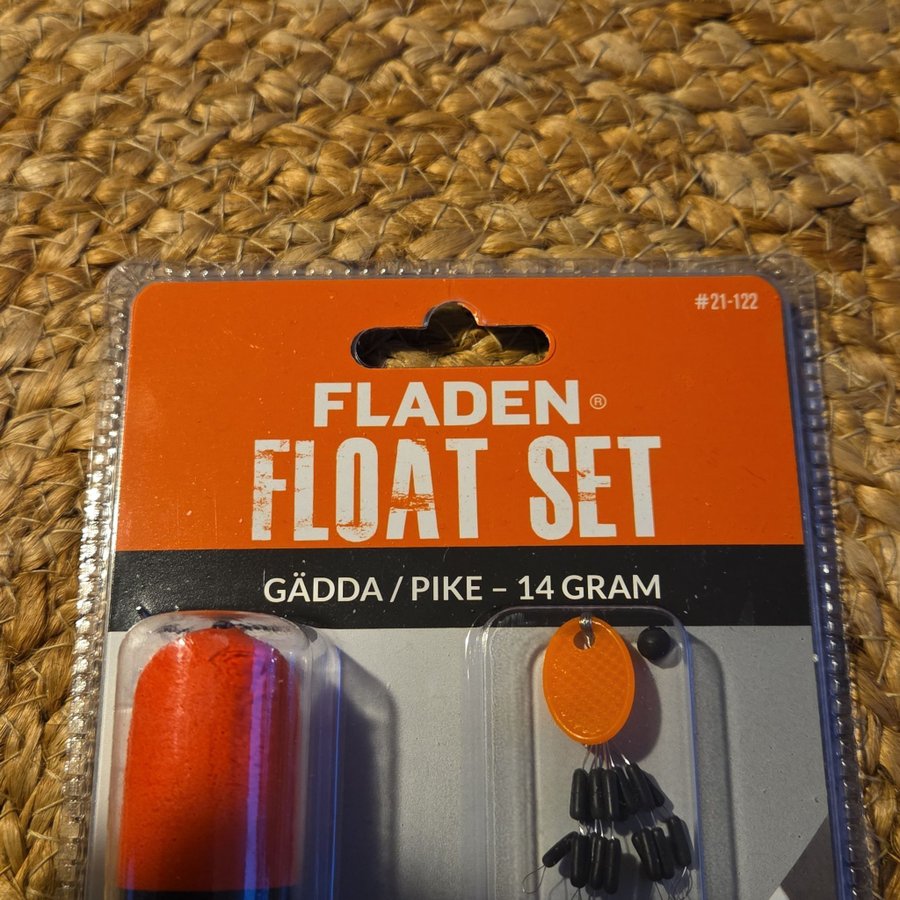 #21-122
FLADEN®
FLOAT SET
GÄDDA / PIKE – 14 GRAM